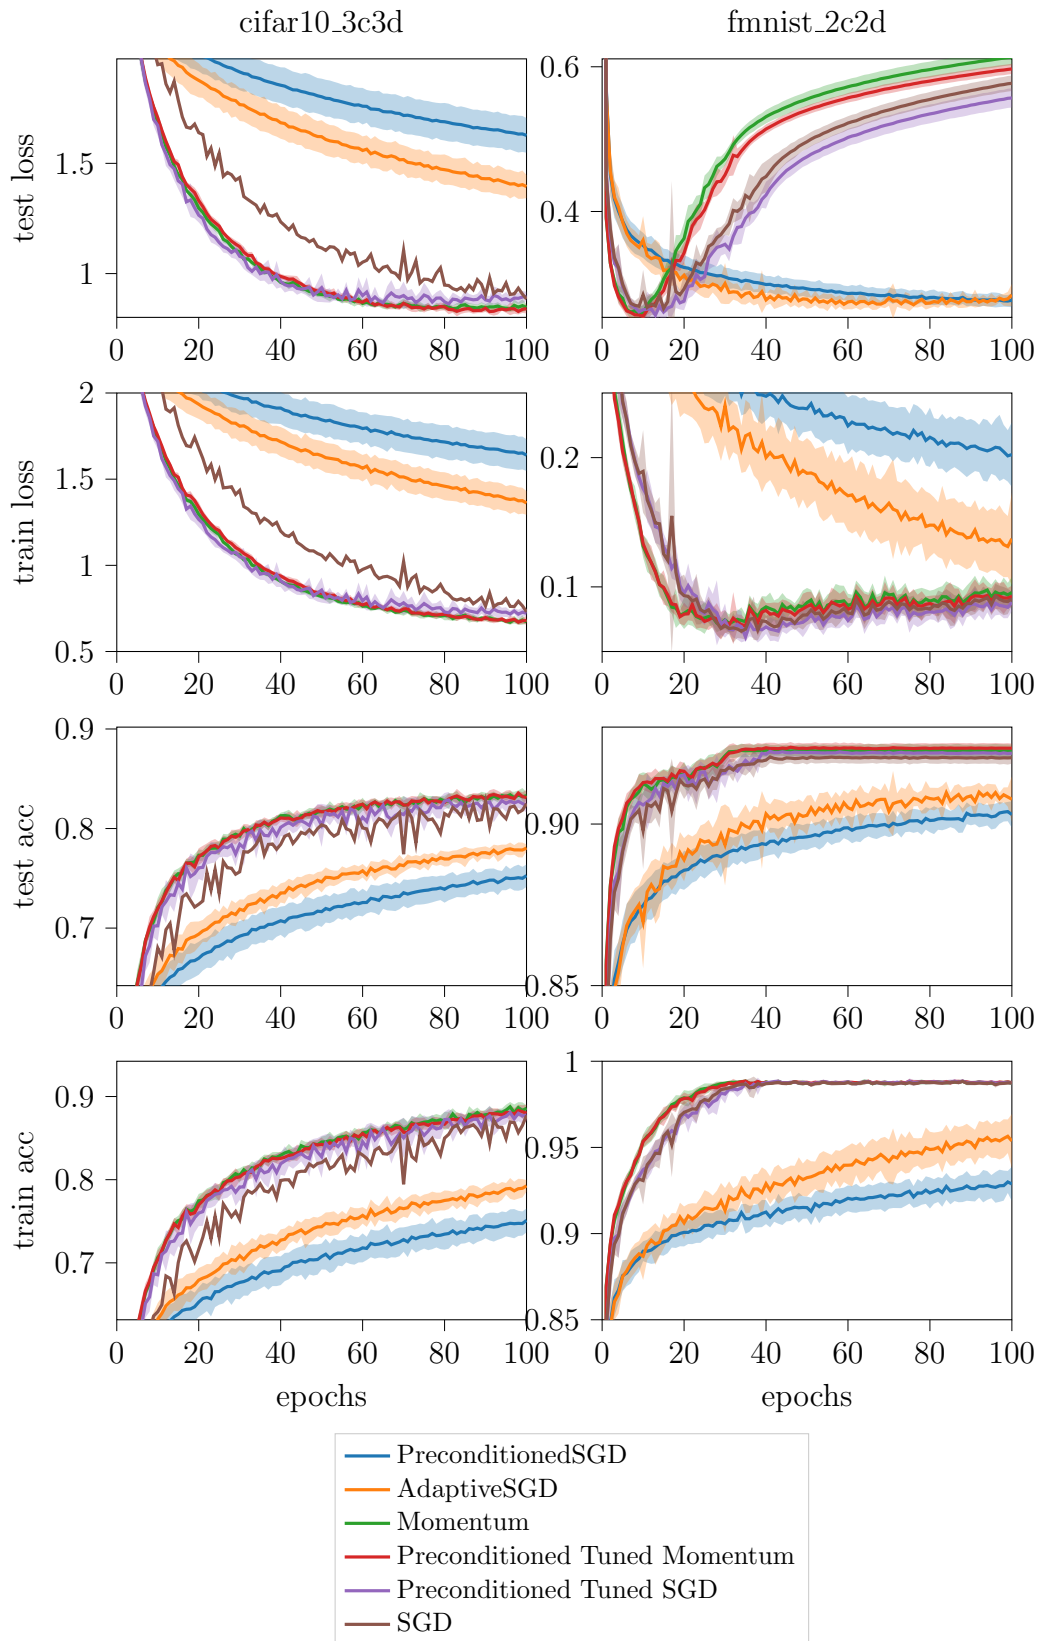 cifar10_3c3d fmnist_2c2d
test loss
1.5
1
0 20 40 60 80 100
0.6
0.4
0 20 40 60 80 100
train loss
2
1.5
1
0.5
0 20 40 60 80 100
0.2
0.1
0 20 40 60 80 100
test acc
0.9
0.8
0.7
0 20 40 60 80 100
0.90
0.85
0 20 40 60 80 100
train acc
0.9
0.8
0.7
0 20 40 60 80 100
epochs
1
0.95
0.9
0.85
0 20 40 60 80 100
epochs
PreconditionedSGD
AdaptiveSGD
Momentum
Preconditioned Tuned Momentum
Preconditioned Tuned SGD
SGD